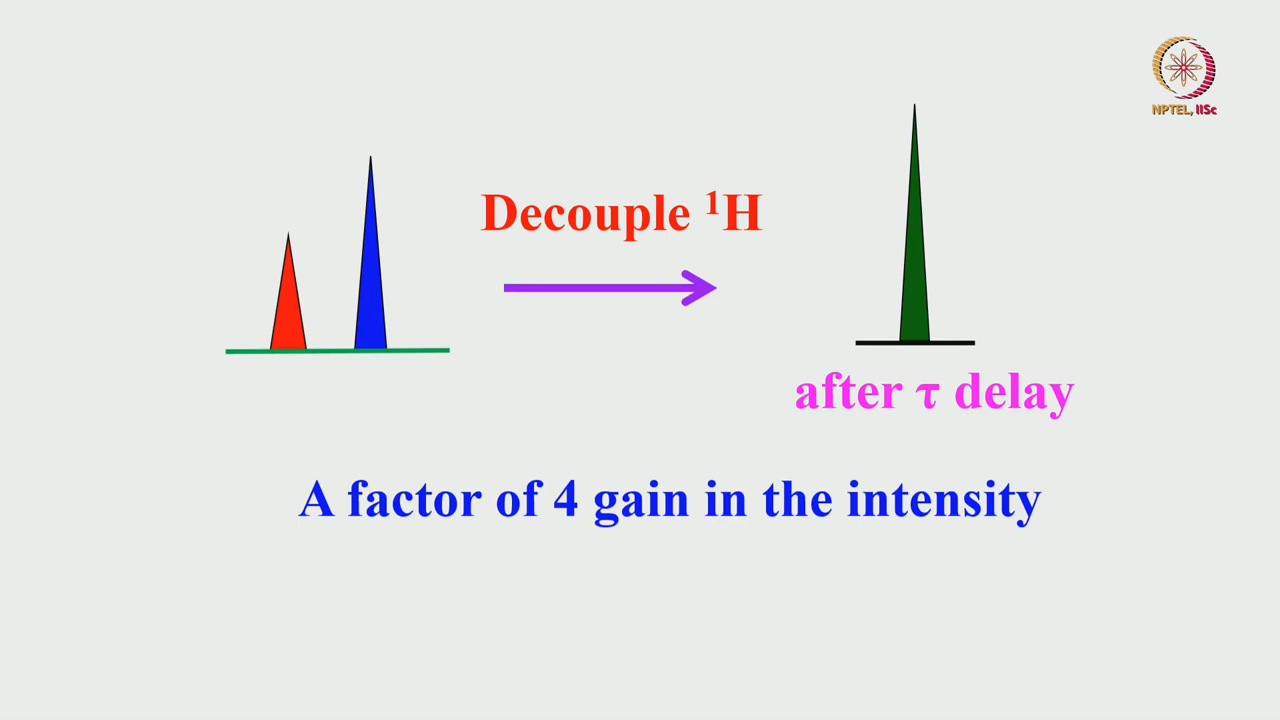 NPTEL, IISc
Decouple ¹H
after τ delay
A factor of 4 gain in the intensity